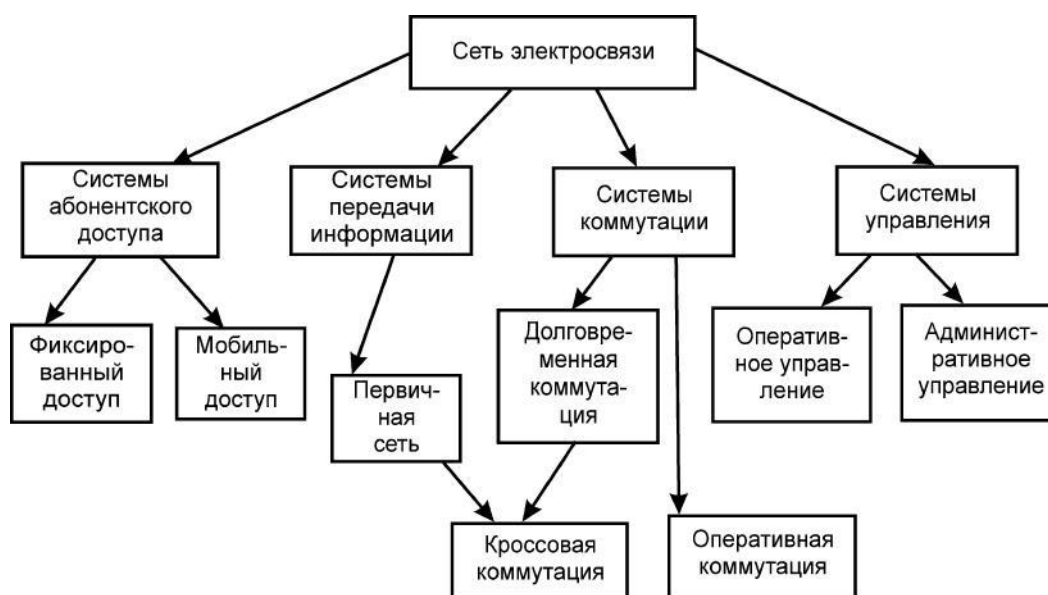 Сеть электросвязи
Системы
абонентского
доступа
Системы
передачи
информации
Системы
коммутации
Системы
управления
Фиксиро-
ванный
доступ
Мобиль-
ный
доступ
Первич-
ная
сеть
Долговре-
менная
коммута-
ция
Оператив-
ное управ-
ление
Админист-
ративное
управление
Кроссовая
коммутация
Оперативная
коммутация